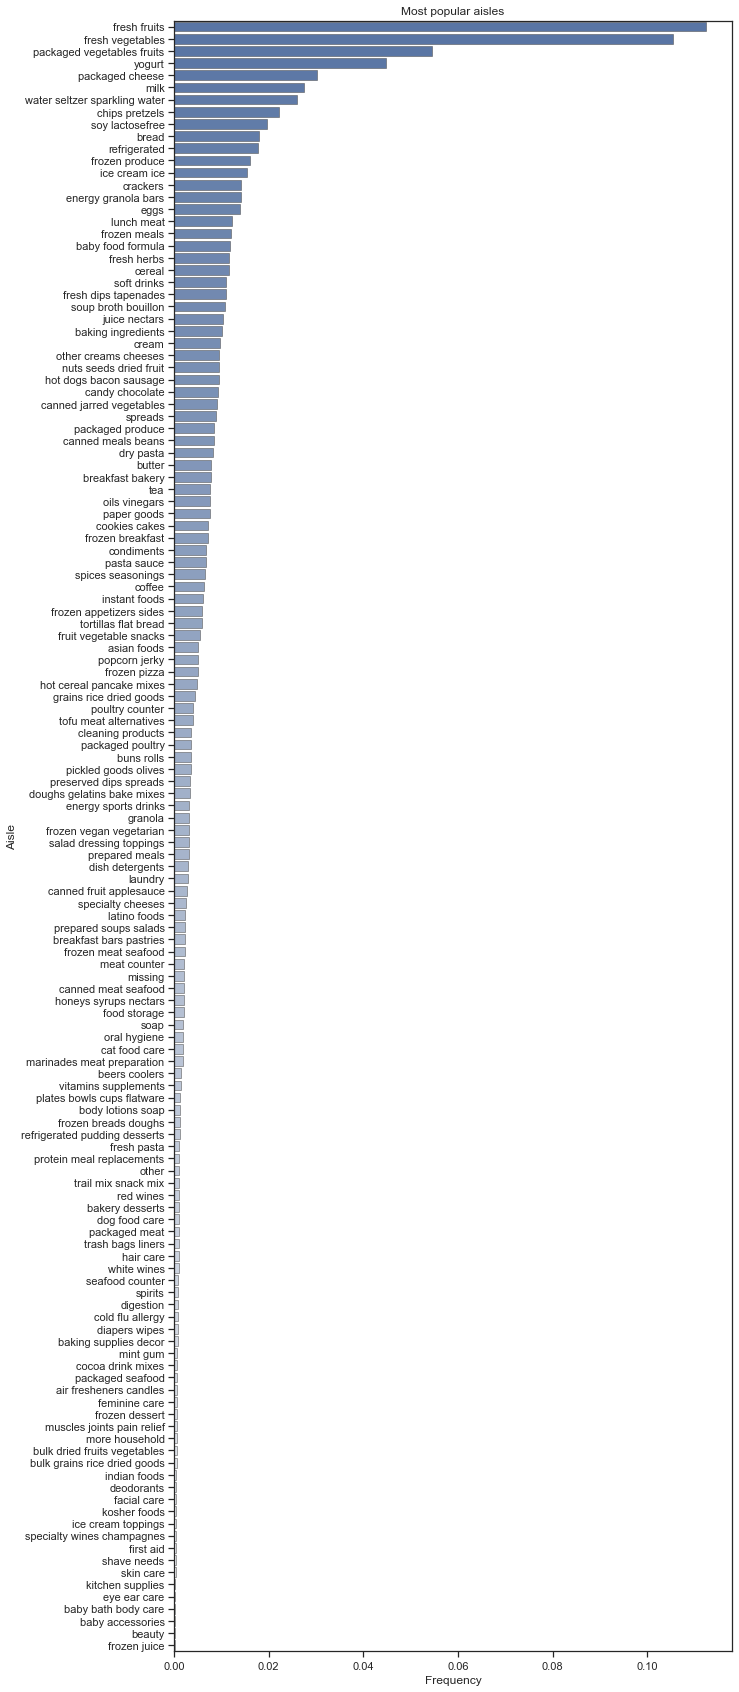 Most popular aisles
fresh fruits
fresh vegetables
packaged vegetables fruits
yogurt
packaged cheese
milk
water seltzer sparkling water
chips pretzels
soy lactosefree
bread
refrigerated
frozen produce
ice cream ice
crackers
energy granola bars
eggs
lunch meat
frozen meals
baby food formula
fresh herbs
cereal
soft drinks
fresh dips tapenades
soup broth bouillon
juice nectars
baking ingredients
cream
other creams cheeses
nuts seeds dried fruit
hot dogs bacon sausage
candy chocolate
canned jarred vegetables
spreads
packaged produce
canned meals beans
dry pasta
butter
breakfast bakery
tea
oils vinegars
paper goods
cookies cakes
frozen breakfast
condiments
pasta sauce
spices seasonings
coffee
instant foods
frozen appetizers sides
tortillas flat bread
fruit vegetable snacks
asian foods
popcorn jerky
frozen pizza
hot cereal pancake mixes
grains rice dried goods
poultry counter
tofu meat alternatives
cleaning products
packaged poultry
buns rolls
pickled goods olives
preserved dips spreads
doughs gelatins bake mixes
energy sports drinks
granola
frozen vegan vegetarian
salad dressing toppings
prepared meals
dish detergents
laundry
canned fruit applesauce
specialty cheeses
latino foods
prepared soups salads
breakfast bars pastries
frozen meat seafood
meat counter
missing
canned meat seafood
honeys syrups nectars
food storage
soap
oral hygiene
cat food care
marinades meat preparation
beers coolers
vitamins supplements
plates bowls cups flatware
body lotions soap
frozen breads doughs
refrigerated pudding desserts
fresh pasta
protein meal replacements
other
trail mix snack mix
red wines
bakery desserts
dog food care
packaged meat
trash bags liners
hair care
white wines
seafood counter
spirits
digestion
cold flu allergy
diapers wipes
baking supplies decor
mint gum
cocoa drink mixes
packaged seafood
air fresheners candles
feminine care
frozen dessert
muscles joints pain relief
more household
bulk dried fruits vegetables
bulk grains rice dried goods
indian foods
deodorants
facial care
kosher foods
ice cream toppings
specialty wines champagnes
first aid
shave needs
skin care
kitchen supplies
eye ear care
baby bath body care
baby accessories
beauty
frozen juice
Aisle
0.00 0.02 0.04 0.06 0.08 0.10
Frequency